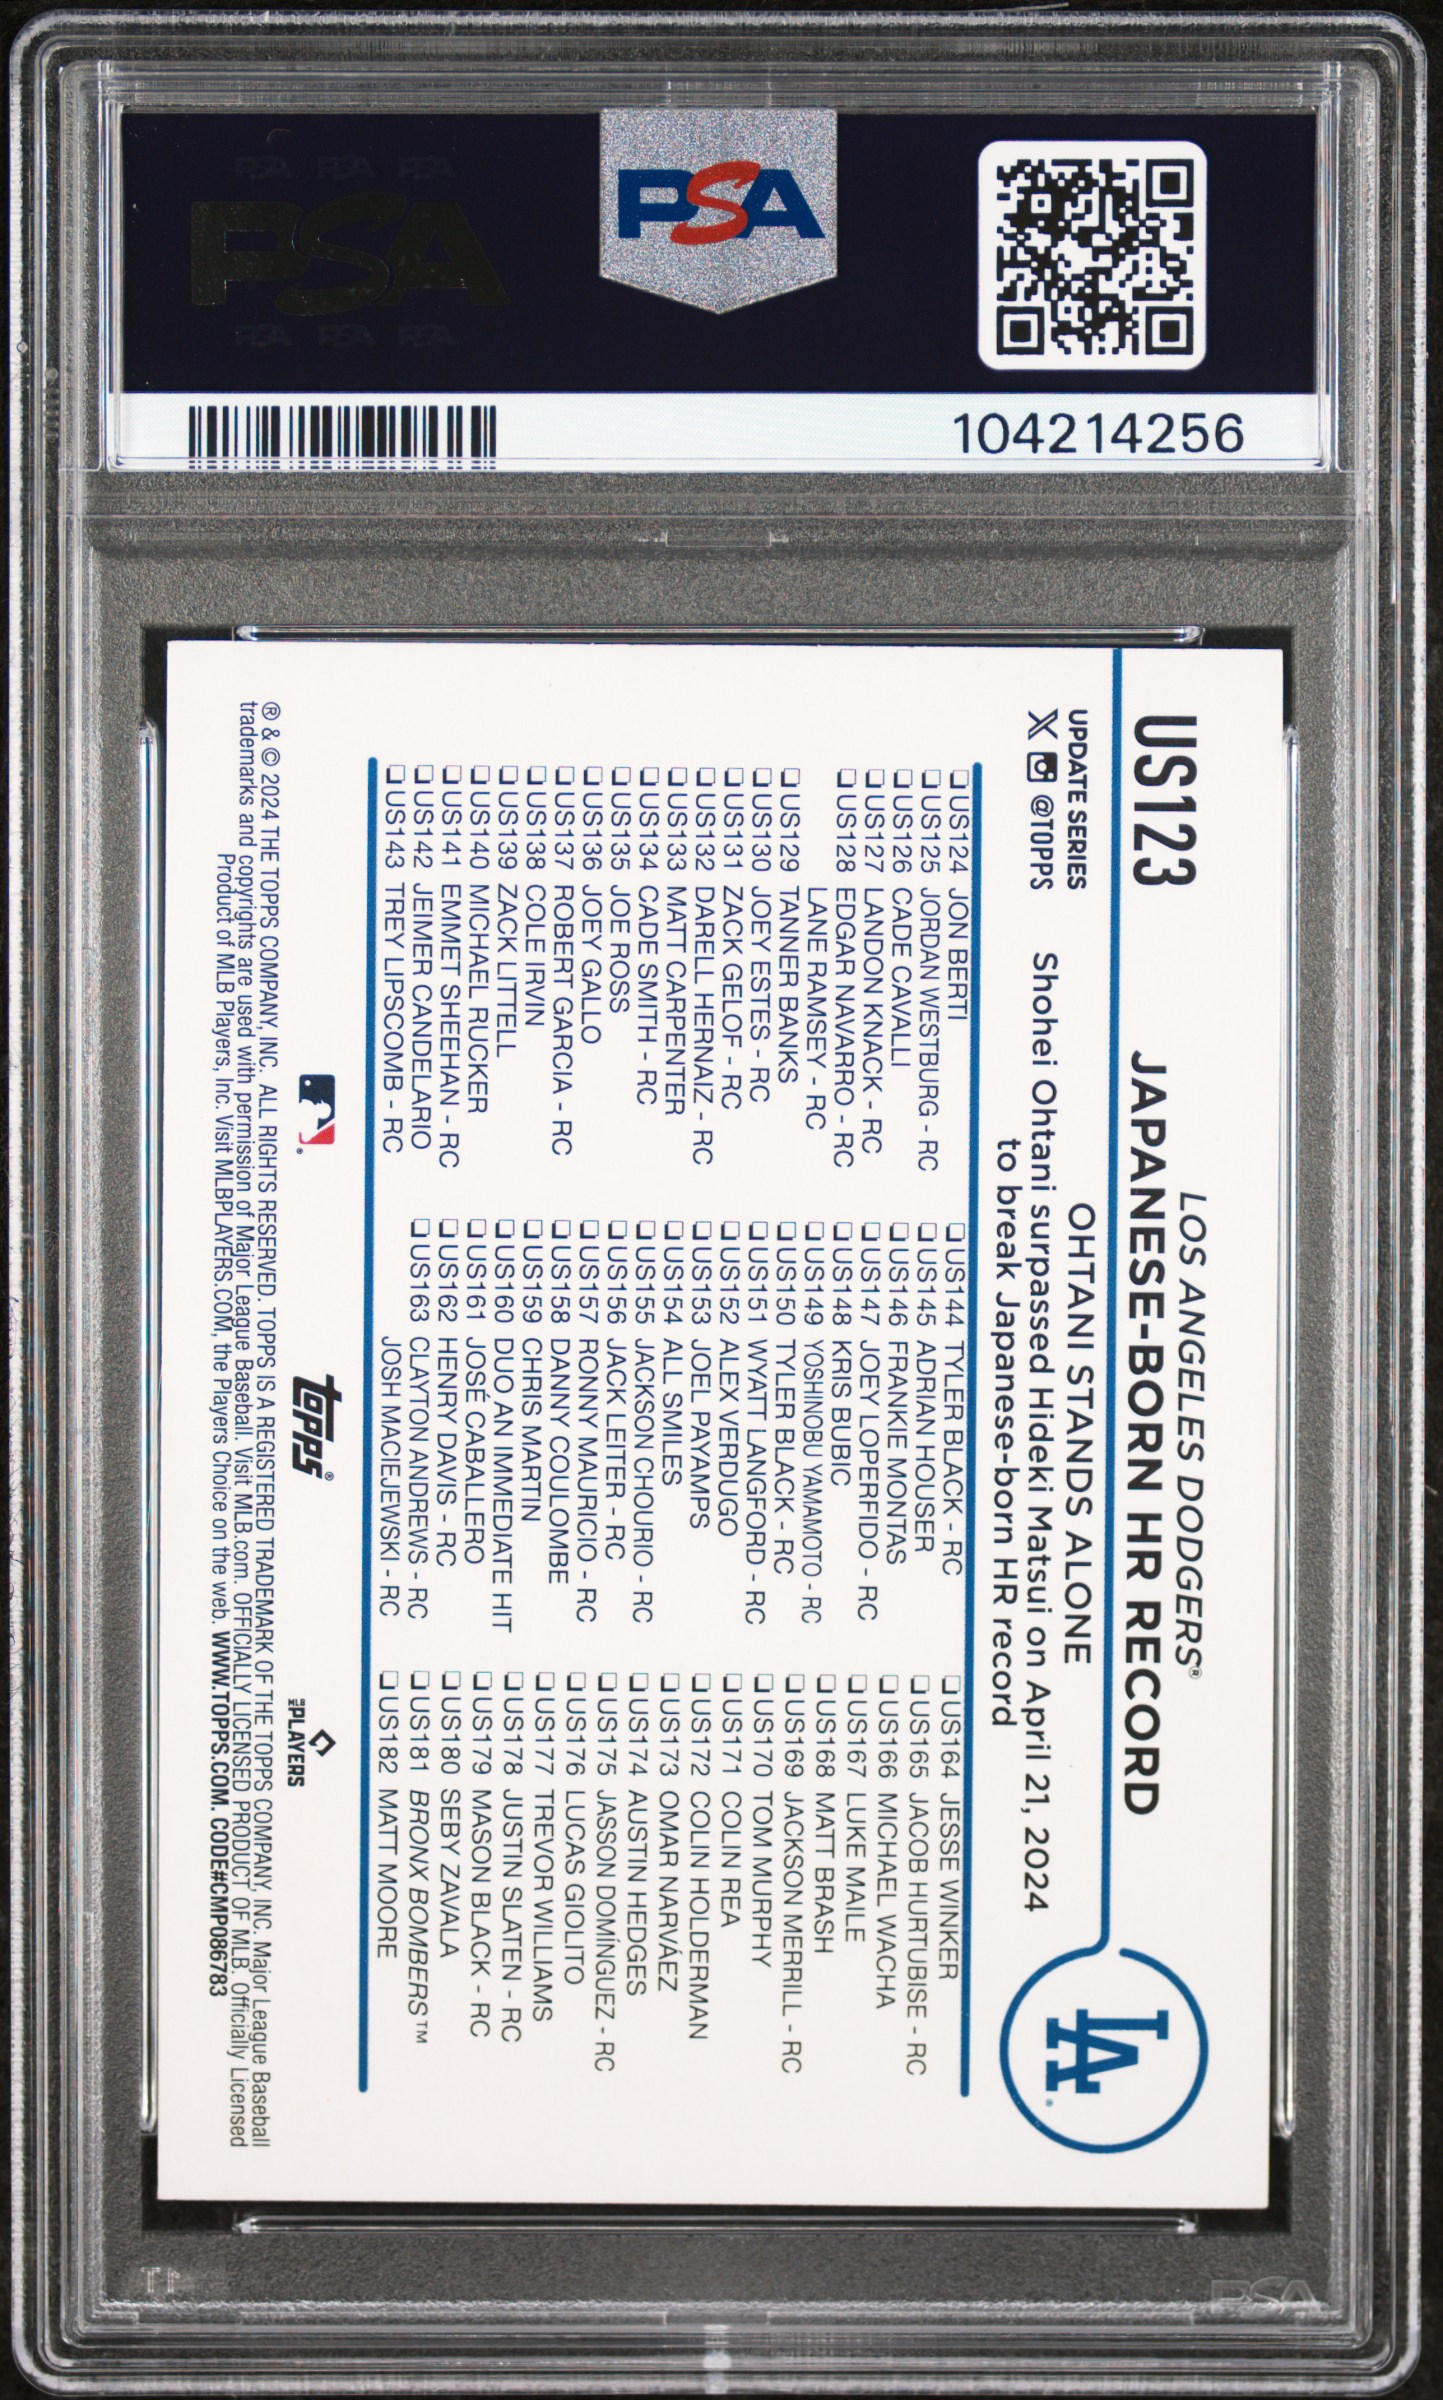 PSA PSA PSA
PSA
PSA PSA PSA
PSA
104214256
US123
LOS ANGELES DODGERS®
JAPANESE-BORN HR RECORD
UPDATE SERIES
X @TOPPS
OHTANI STANDS ALONE
Shohei Ohtani surpassed Hideki Matsui on April 21, 2024
to break Japanese-born HR record
LA
❏ US124 JON BERTI
❏ US125 JORDAN WESTBURG - RC
❏ US126 CADE CAVALLI
❏ US127 LANDON KNACK - RC
❏ US128 EDGAR NAVARRO - RC
LANE RAMSEY - RC
❏ US129 TANNER BANKS
❏ US130 JOEY ESTES - RC
❏ US131 ZACK GELOF - RC
❏ US132 DARELL HERNAIZ - RC
❏ US133 MATT CARPENTER
❏ US134 CADE SMITH - RC
❏ US135 JOE ROSS
❏ US136 JOEY GALLO
❏ US137 ROBERT GARCIA - RC
❏ US138 COLE IRVIN
❏ US139 ZACK LITTELL
❏ US140 MICHAEL RUCKER
❏ US141 EMMET SHEEHAN - RC
❏ US142 JEIMER CANDELARIO
❏ US143 TREY LIPSCOMB - RC
❏ US144 TYLER BLACK - RC
❏ US145 ADRIAN HOUSER
❏ US146 FRANKIE MONTAS
❏ US147 JOEY LOPERFIDO - RC
❏ US148 KRIS BUBIC
❏ US149 YOSHINOBU YAMAMOTO - RC
❏ US150 TYLER BLACK - RC
❏ US151 WYATT LANGFORD - RC
❏ US152 ALEX VERDUGO
❏ US153 JOEL PAYAMPS
❏ US154 ALL SMILES
❏ US155 JACKSON CHOURIO - RC
❏ US156 JACK LEITER - RC
❏ US157 RONNY MAURICIO - RC
❏ US158 DANNY COULOMBE
❏ US159 CHRIS MARTIN
❏ US160 DUO AN IMMEDIATE HIT
❏ US161 JOSÉ CABALLERO
❏ US162 HENRY DAVIS - RC
❏ US163 CLAYTON ANDREWS - RC
JOSH MACIEJEWSKI - RC
❏ US164 JESSE WINKER
❏ US165 JACOB HURTUBISE - RC
❏ US166 MICHAEL WACHA
❏ US167 LUKE MAILE
❏ US168 MATT BRASH
❏ US169 JACKSON MERRILL - RC
❏ US170 TOM MURPHY
❏ US171 COLIN REA
❏ US172 COLIN HOLDERMAN
❏ US173 OMAR NARVÁEZ
❏ US174 AUSTIN HEDGES
❏ US175 JASSON DOMÍNGUEZ - RC
❏ US176 LUCAS GIOLITO
❏ US177 TREVOR WILLIAMS
❏ US178 JUSTIN SLATEN - RC
❏ US179 MASON BLACK - RC
❏ US180 SEBY ZAVALA
❏ US181 BRONX BOMBERS™
❏ US182 MATT MOORE
topps®
MLB PLAYERS
® & © 2024 THE TOPPS COMPANY, INC. ALL RIGHTS RESERVED. TOPPS IS A REGISTERED TRADEMARK OF THE TOPPS COMPANY, INC. Major League Baseball
trademarks and copyrights are used with permission of Major League Baseball. Visit MLB.com. OFFICIALLY LICENSED PRODUCT OF MLB. Officially Licensed
Product of MLB Players, Inc. Visit MLBPLAYERS.COM, the Players Choice on the web. WWW.TOPPS.COM. CODE#CMP086783
PSA